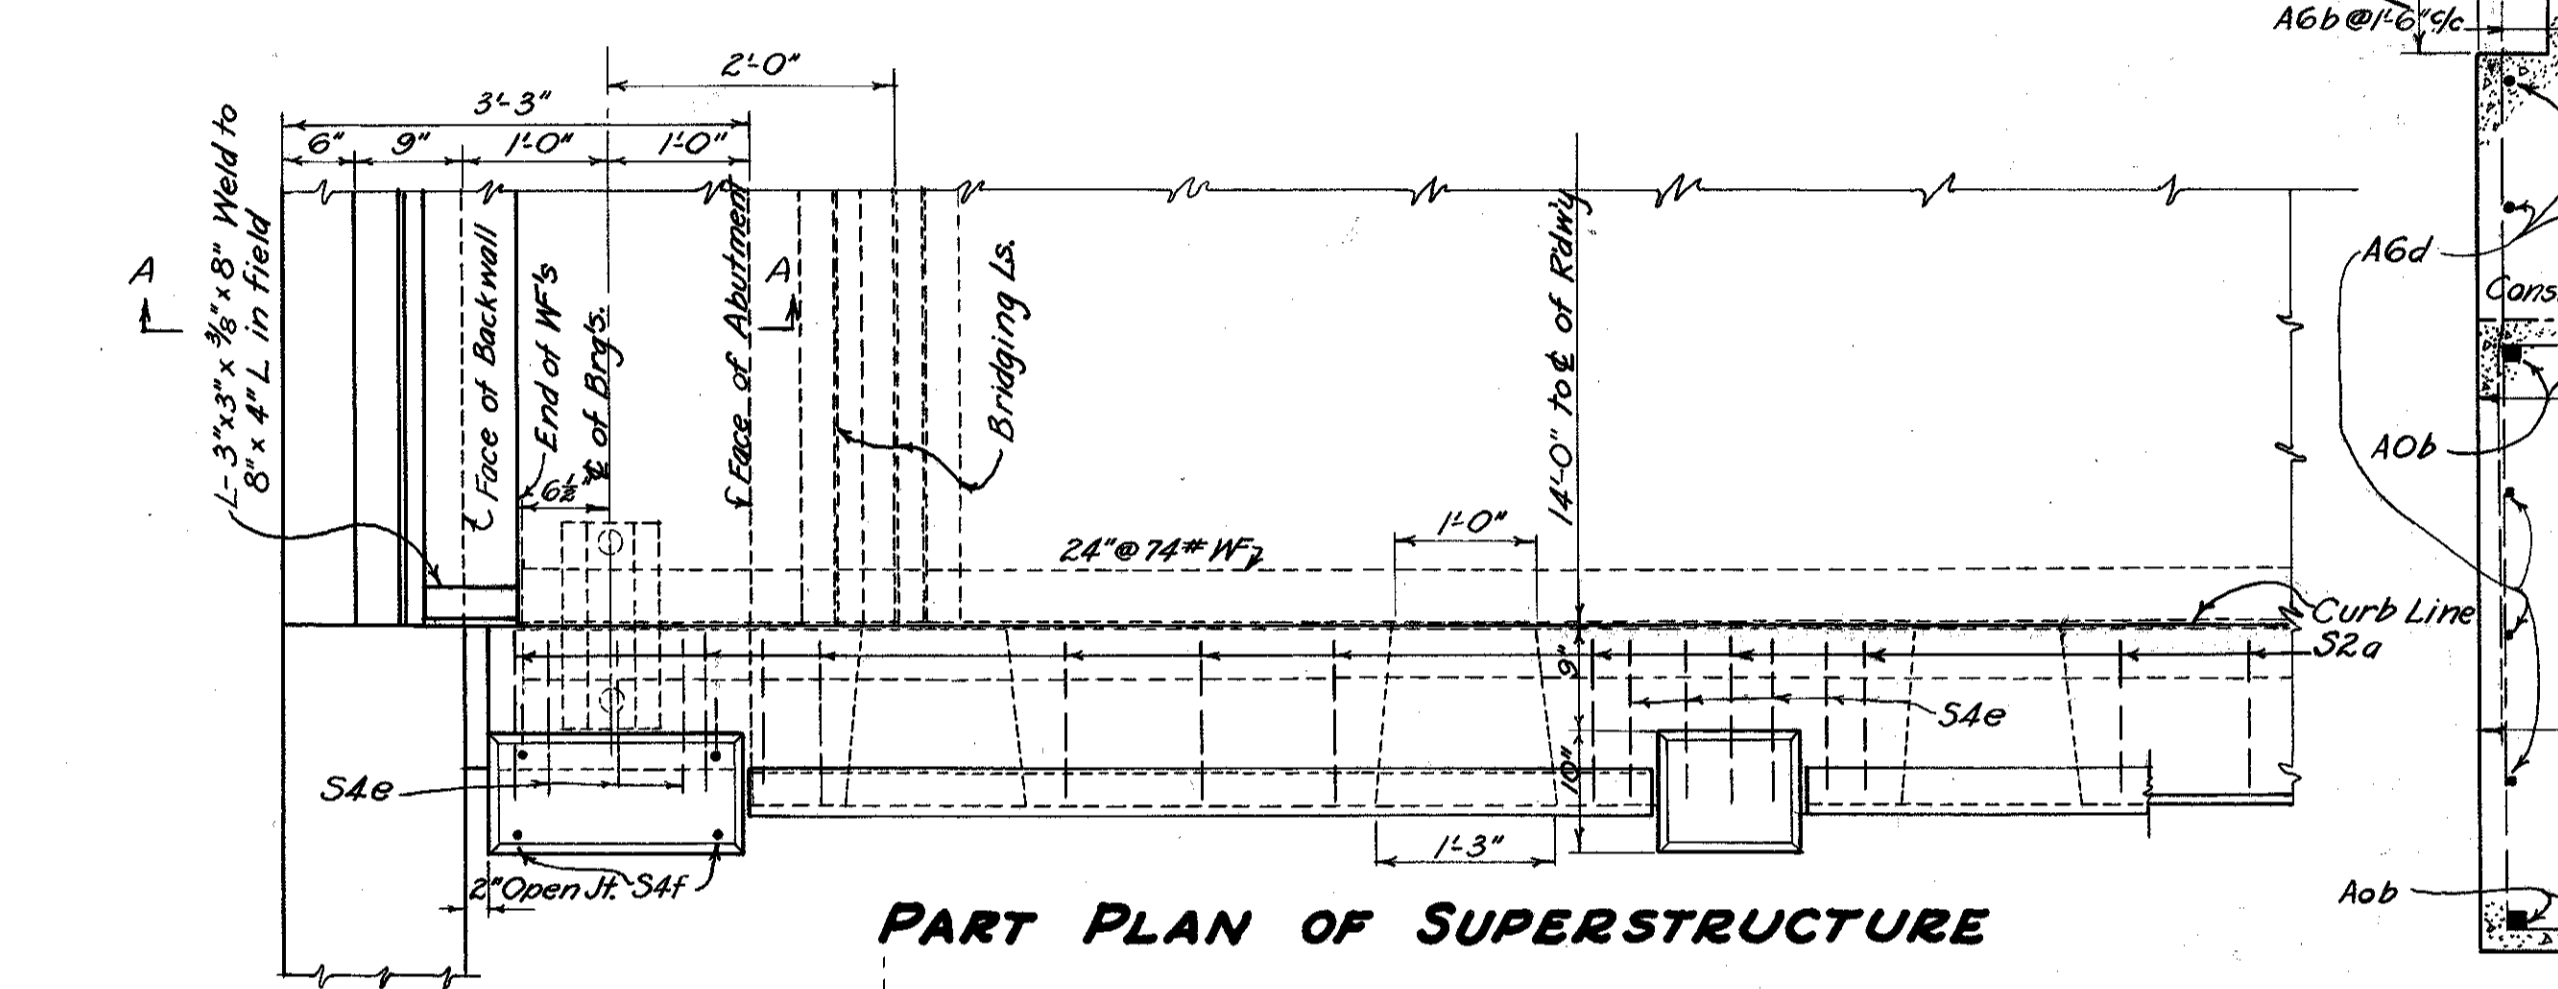 A6b@1'-6" c/c
2'-0"
3'-3"
6" 9" 1'-0" 1'-0"
L-3"x3"x3/8"x8" Weld to
8"x4" L in field
A
A
Face of Backwall
End of WF's
6½"
℄ of Brg's.
Face of Abutment
Bridging Ls.
14'-0" to ℄ of Rdw'y
A6d
Cons
A0b
24"@74# WF
1'-0"
Curb Line
S2a
9"
S4e
10"
S4e
1'-3"
2" Open Jt. S4f
A0b
PART PLAN OF SUPERSTRUCTURE